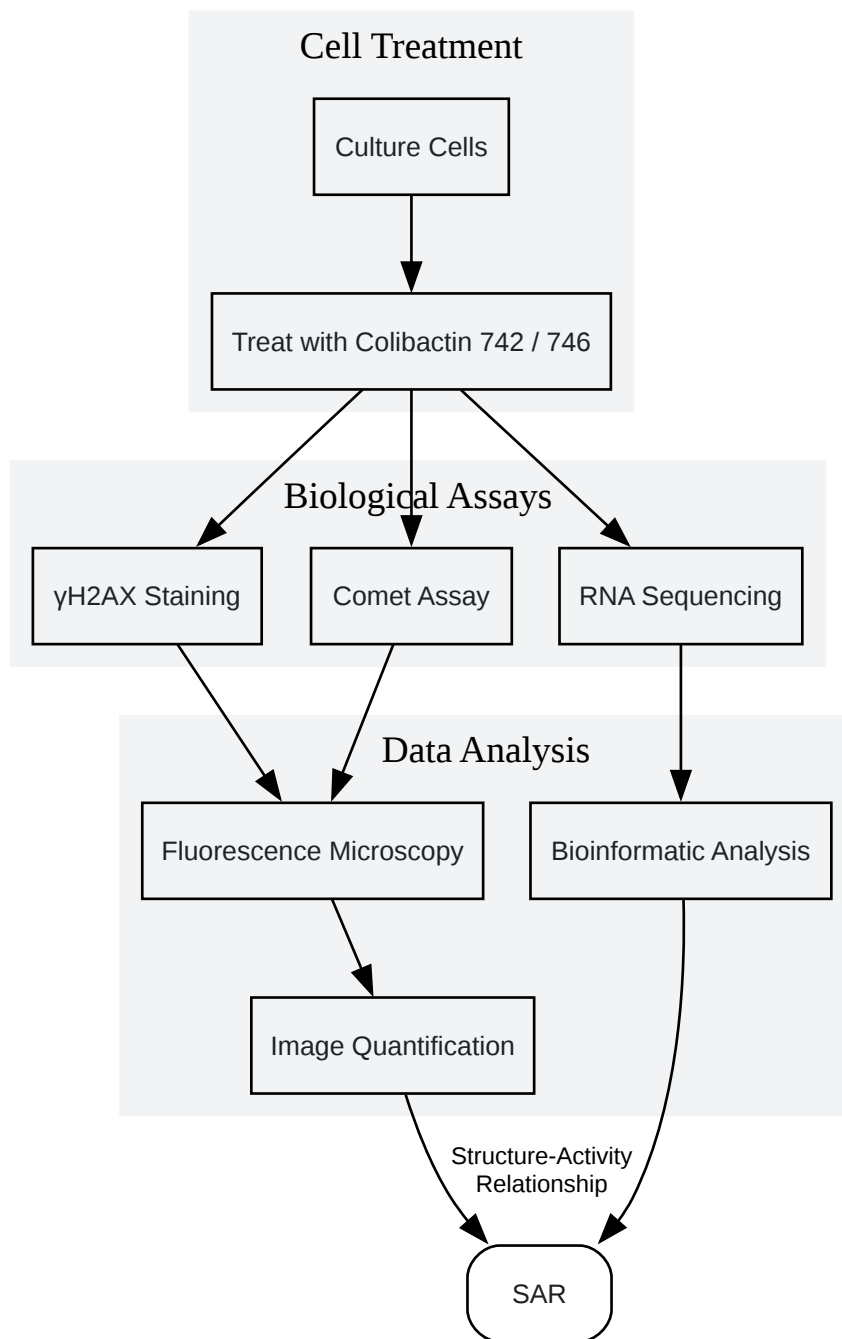 Cell Treatment
Culture Cells
Treat with Colibactin 742 / 746
Biological Assays
γH2AX Staining
Comet Assay
RNA Sequencing
Data Analysis
Fluorescence Microscopy
Bioinformatic Analysis
Image Quantification
Structure-Activity
Relationship
SAR